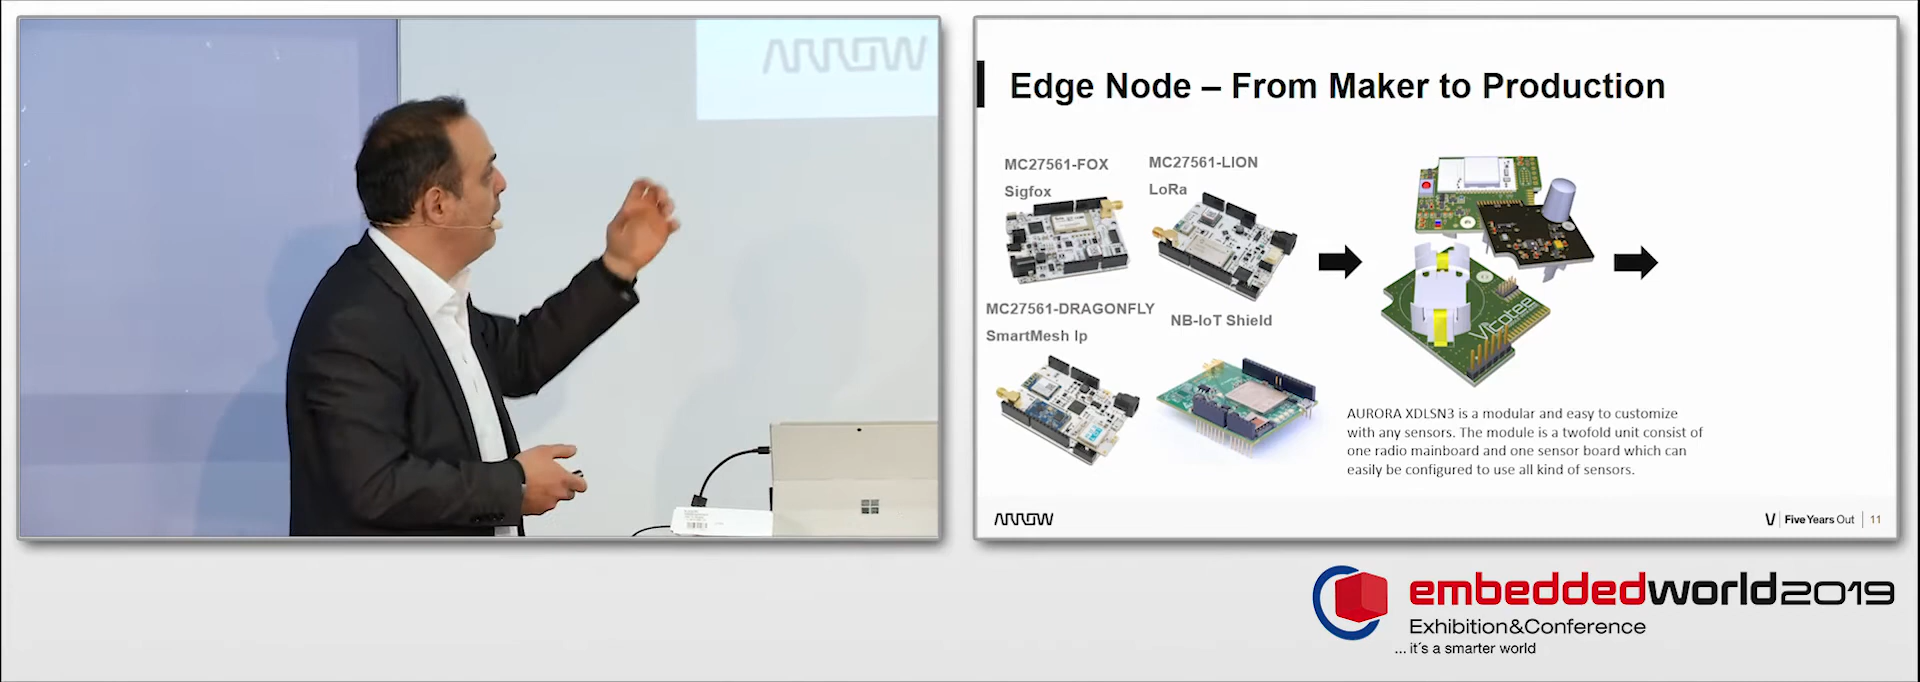 ARROW
Edge Node – From Maker to Production
MC27561-FOX
Sigfox
MC27561-LION
LoRa
MC27561-DRAGONFLY
SmartMesh Ip
NB-IoT Shield
Vicotee
AURORA XDLSN3 is a modular and easy to customize
with any sensors. The module is a twofold unit consist of
one radio mainboard and one sensor board which can
easily be configured to use all kind of sensors.
ARROW
Five Years Out
11
embeddedworld2019
Exhibition&Conference
... it´s a smarter world